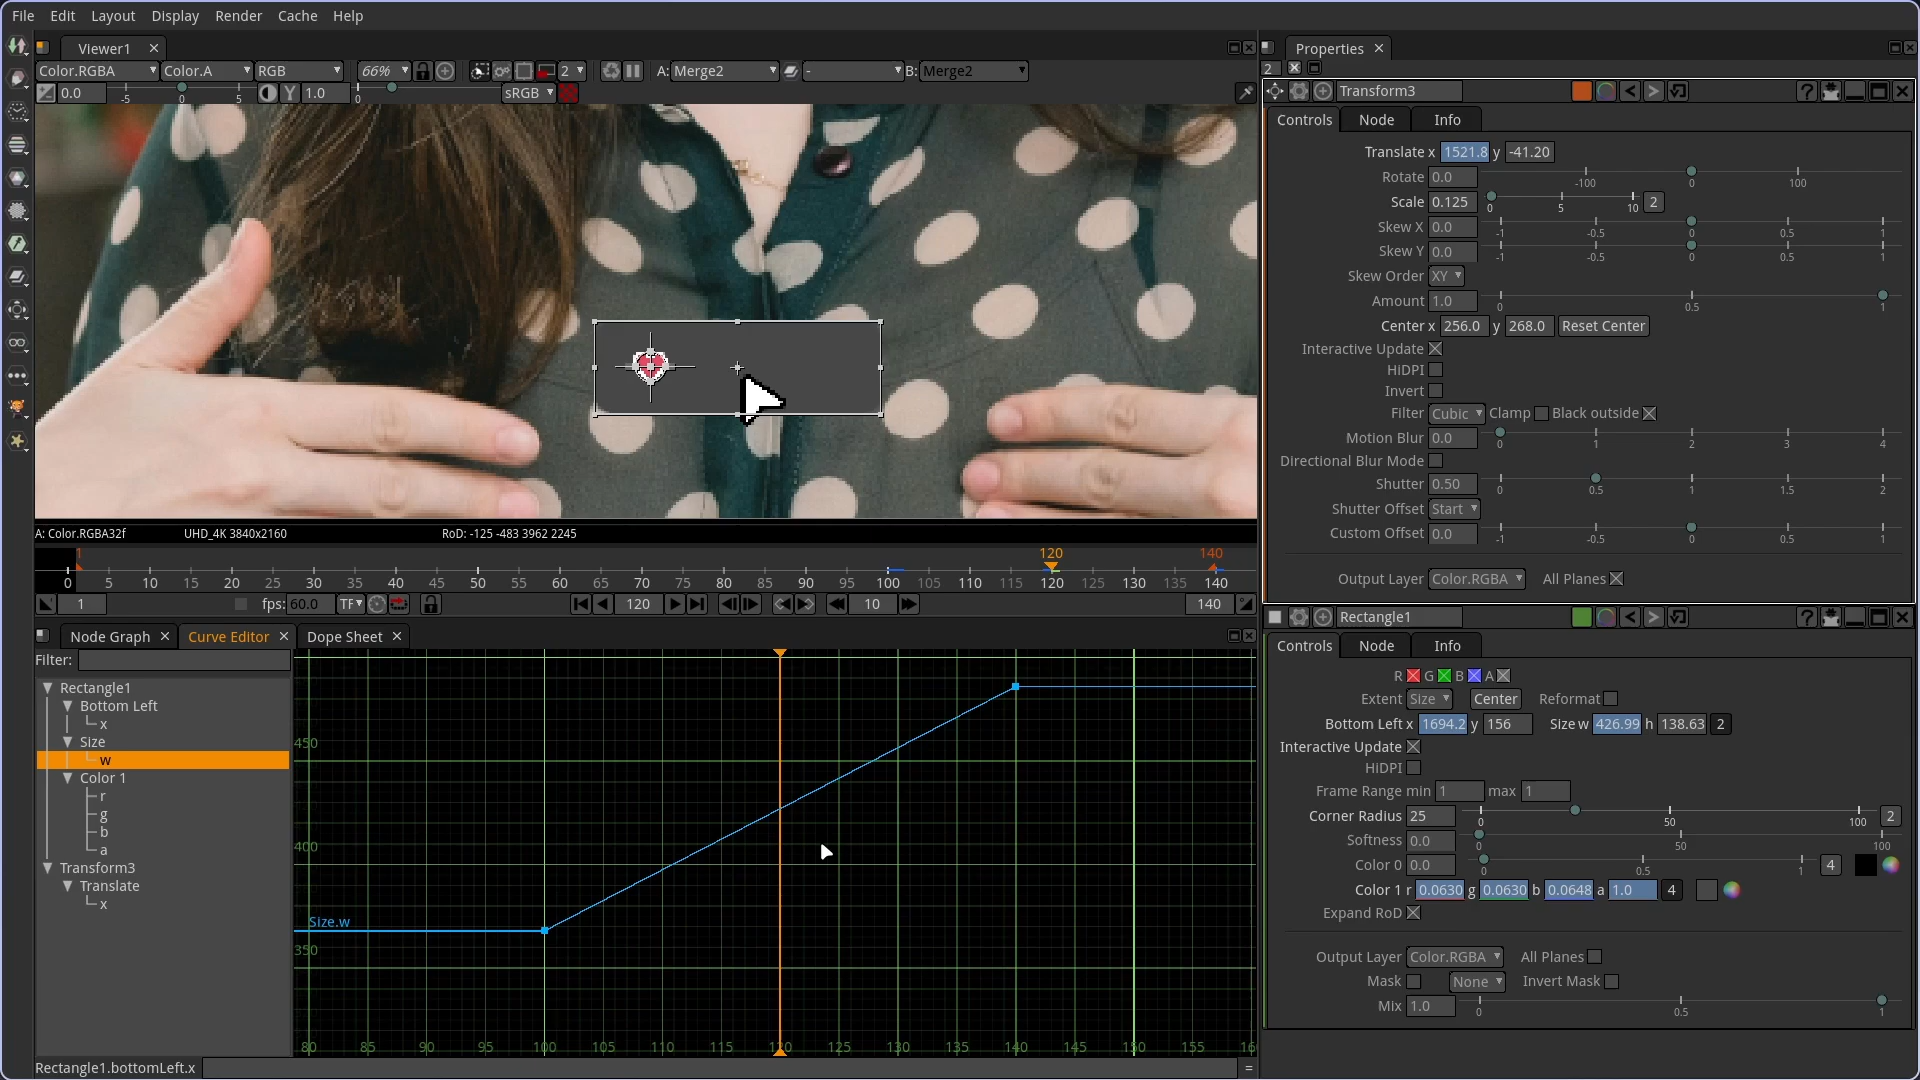 File Edit Layout Display Render Cache Help
Viewer1
Color.RGBA Color.A RGB 66% 2 A: Merge2 - B: Merge2
0.0 -5 0 5 Y 1.0 0 sRGB
A: Color.RGBA32f UHD_4K 3840x2160 RoD: -125 -483 3962 2245
1 120 140
0 5 10 15 20 25 30 35 40 45 50 55 60 65 70 75 80 85 90 95 100 105 110 115 120 125 130 135 140
1 fps: 60.0 TF 120 10 140
Node Graph Curve Editor Dope Sheet
Filter:
Rectangle1
Bottom Left
x
Size
w
Color 1
r
g
b
a
Transform3
Translate
x
450
400
Size.w
350
80 85 90 95 100 105 110 115 120 125 130 135 140 145 150 155 160
Rectangle1.bottomLeft.x =
Properties
2
Transform3 ?
Controls Node Info
Translate x 1521.8 y -41.20
Rotate 0.0 -100 0 100
Scale 0.125 0 5 10 2
Skew X 0.0 -1 -0.5 0 0.5 1
Skew Y 0.0 -1 -0.5 0 0.5 1
Skew Order XY
Amount 1.0 0 0.5 1
Center x 256.0 y 268.0 Reset Center
Interactive Update
HiDPI
Invert
Filter Cubic Clamp Black outside
Motion Blur 0.0 0 1 2 3 4
Directional Blur Mode
Shutter 0.50 0 0.5 1 1.5 2
Shutter Offset Start
Custom Offset 0.0 -1 -0.5 0 0.5 1
Output Layer Color.RGBA All Planes
Rectangle1 ?
Controls Node Info
R G B A
Extent Size Center Reformat
Bottom Left x 1694.2 y 156 Size w 426.99 h 138.63 2
Interactive Update
HiDPI
Frame Range min 1 max 1
Corner Radius 25 0 50 100 2
Softness 0.0 0 50 100
Color 0 0.0 0 0.5 1 4
Color 1 r 0.0630 g 0.0630 b 0.0648 a 1.0 4
Expand RoD
Output Layer Color.RGBA All Planes
Mask None Invert Mask
Mix 1.0 0 0.5 1